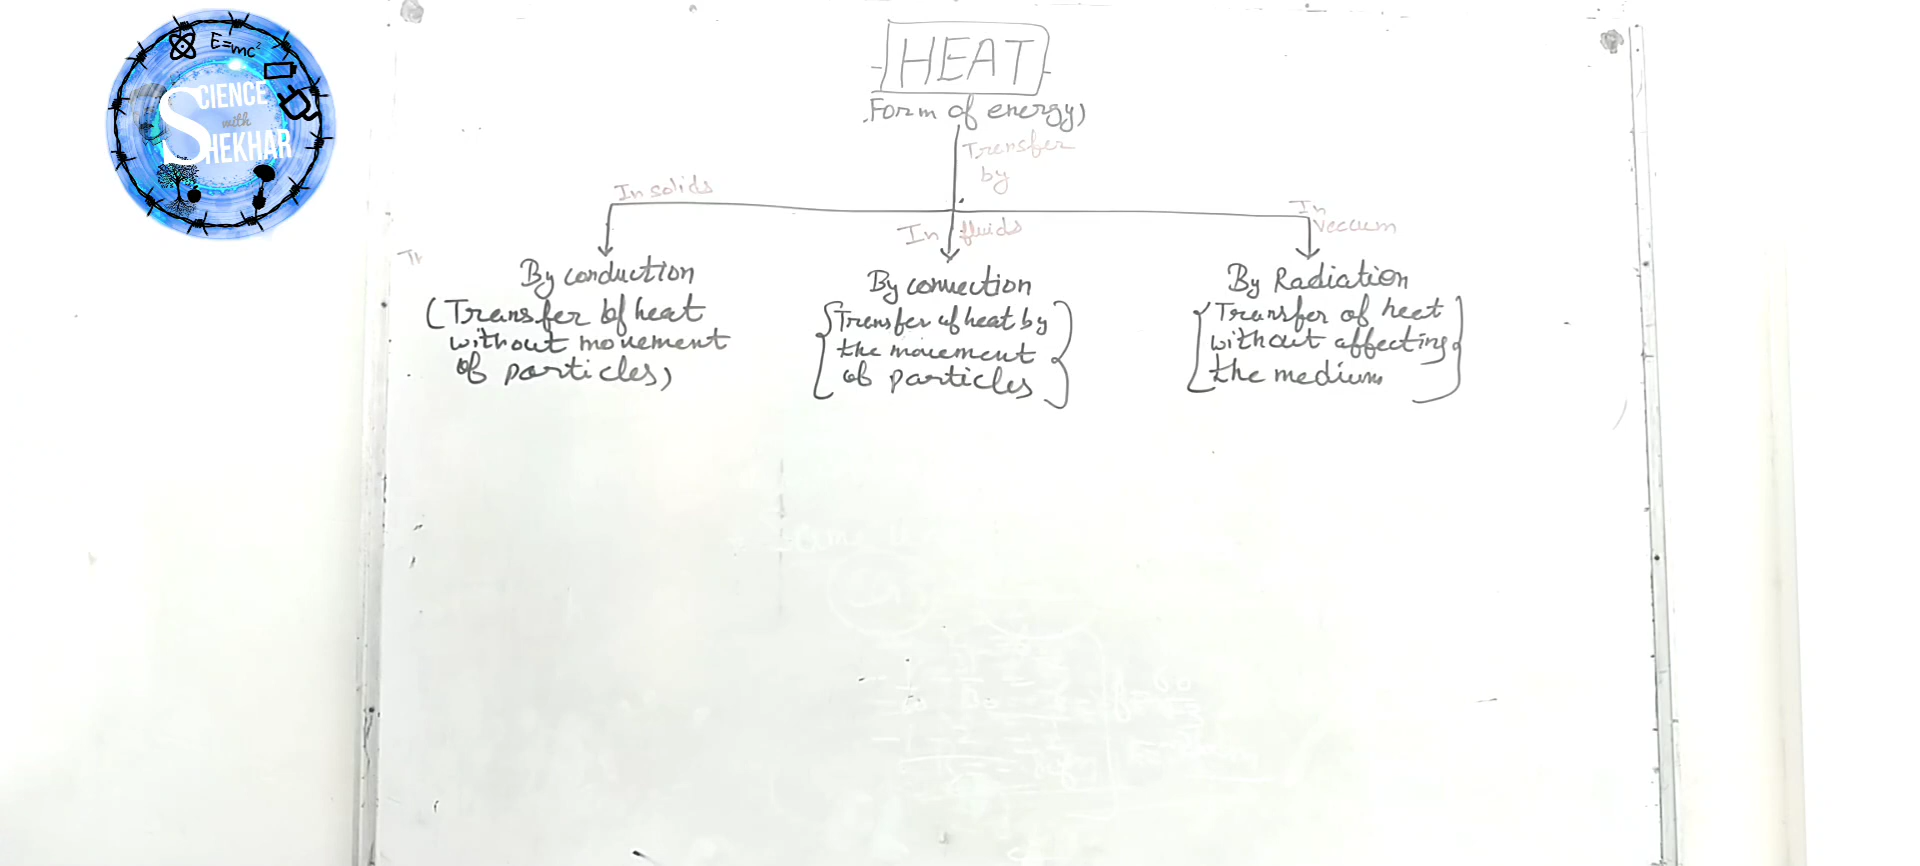 E=mc²
SCIENCE
with
SHEKHAR
HEAT
Form of energy)
Transfer
by
In solids
In fluids
In
vaccum
By conduction
(Transfer of heat
without movement
of particles)
By convection
{Transfer of heat by
the movement
of particles}
By Radiation
{Transfer of heat
without affecting
the medium}